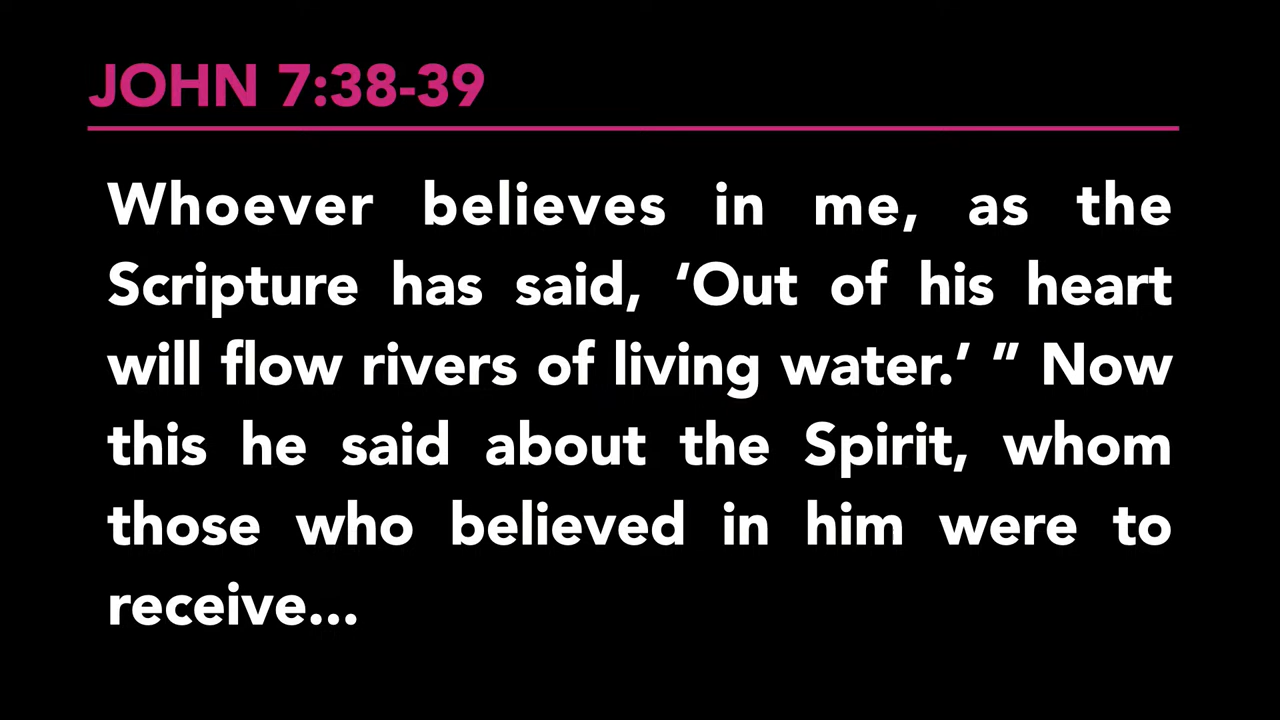 JOHN 7:38-39
Whoever believes in me, as the
Scripture has said, ‘Out of his heart
will flow rivers of living water.’ ” Now
this he said about the Spirit, whom
those who believed in him were to
receive...